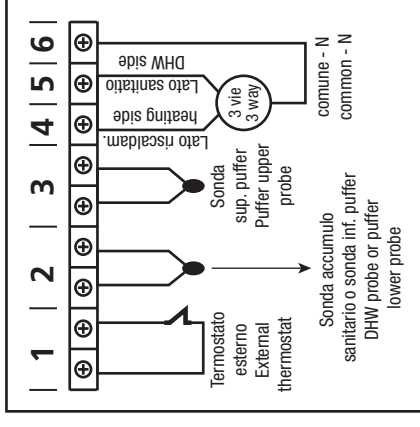 1 2 3 4 5 6
Termostato
esterno
External
thermostat
Sonda accumulo
sanitario o sonda inf. puffer
DHW probe or puffer
lower probe
Sonda
sup. puffer
Puffer upper
probe
Lato riscaldam.
heating side
Lato sanitatio
DHW side
3 vie
3 way
comune - N
common - N